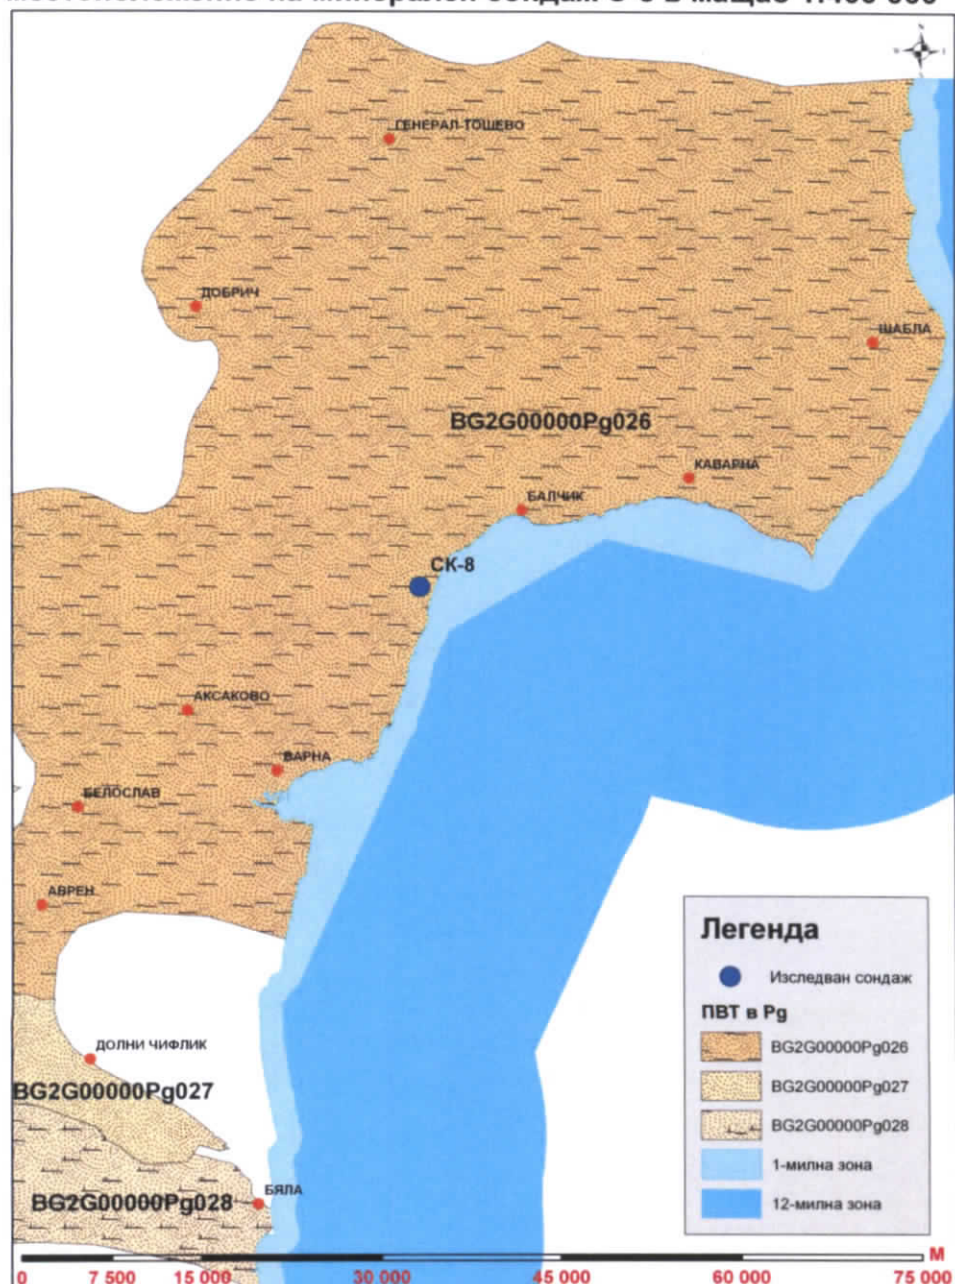 ГЕНЕРАЛ-ТОШЕВО
ДОБРИЧ
ШАБЛА
BG2G00000Pg026
КАВАРНА
БАЛЧИК
СК-8
АКСАКОВО
ВАРНА
БЕЛОСЛАВ
АВРЕН
ДОЛНИ ЧИФЛИК
BG2G00000Pg027
BG2G00000Pg028
БЯЛА
Легенда
Изследван сондаж
ПВТ в Pg
BG2G00000Pg026
BG2G00000Pg027
BG2G00000Pg028
1-милна зона
12-милна зона
М
0 7 500 15 000 30 000 45 000 60 000 75 000